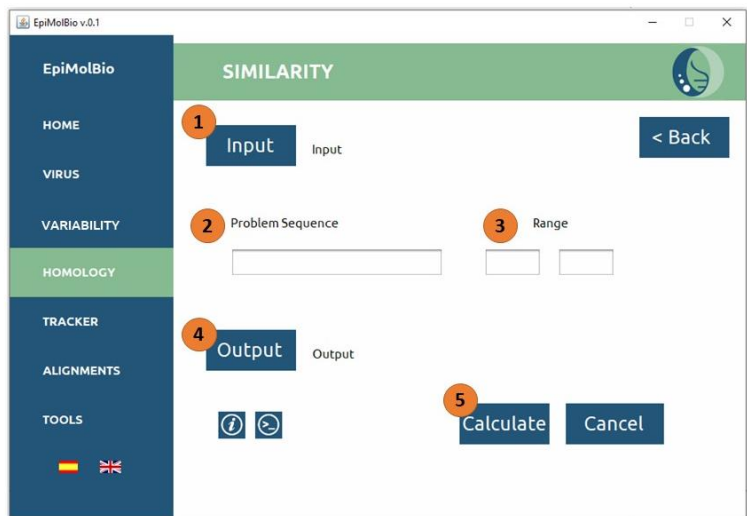 EpiMolBio v.0.1
EpiMolBio
HOME
VIRUS
VARIABILITY
HOMOLOGY
TRACKER
ALIGNMENTS
TOOLS
SIMILARITY
1
Input
Input
< Back
2
Problem Sequence
3
Range
4
Output
Output
5
Calculate
Cancel